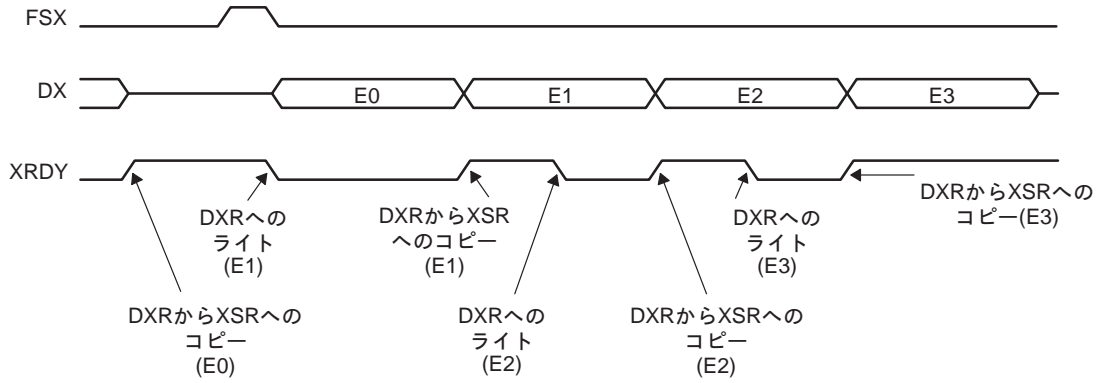 FSX
DX
E0
E1
E2
E3
XRDY
DXRへの
ライト
(E1)
DXRからXSR
へのコピー
(E1)
DXRへの
ライト
(E3)
DXRからXSRへの
コピー(E3)
DXRからXSRへの
コピー
(E0)
DXRへの
ライト
(E2)
DXRからXSRへの
コピー
(E2)